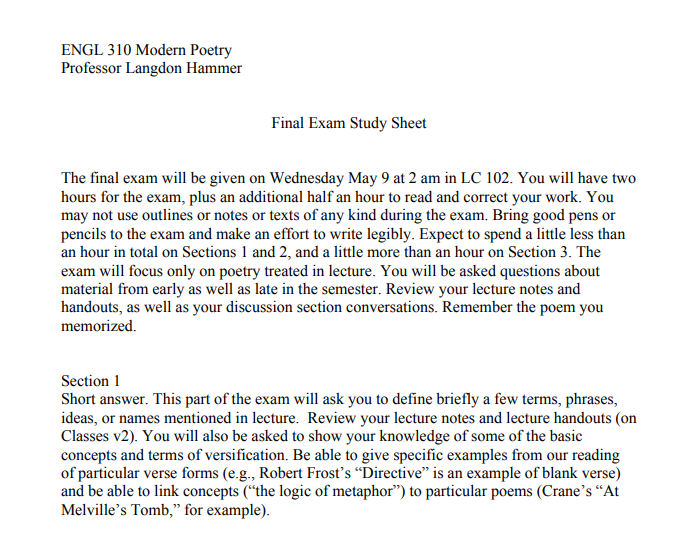 ENGL 310 Modern Poetry
Professor Langdon Hammer
Final Exam Study Sheet
The final exam will be given on Wednesday May 9 at 2 am in LC 102. You will have two
hours for the exam, plus an additional half an hour to read and correct your work. You
may not use outlines or notes or texts of any kind during the exam. Bring good pens or
pencils to the exam and make an effort to write legibly. Expect to spend a little less than
an hour in total on Sections 1 and 2, and a little more than an hour on Section 3. The
exam will focus only on poetry treated in lecture. You will be asked questions about
material from early as well as late in the semester. Review your lecture notes and
handouts, as well as your discussion section conversations. Remember the poem you
memorized.
Section 1
Short answer. This part of the exam will ask you to define briefly a few terms, phrases,
ideas, or names mentioned in lecture.  Review your lecture notes and lecture handouts (on
Classes v2). You will also be asked to show your knowledge of some of the basic
concepts and terms of versification. Be able to give specific examples from our reading
of particular verse forms (e.g., Robert Frost’s “Directive” is an example of blank verse)
and be able to link concepts (“the logic of metaphor”) to particular poems (Crane’s “At
Melville’s Tomb,” for example).